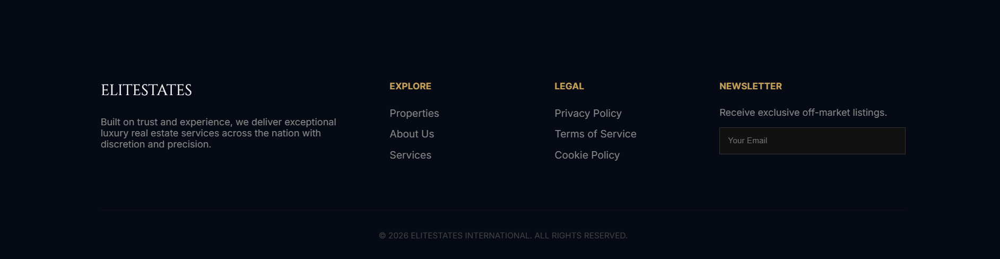 ELITESTATES
Built on trust and experience, we deliver exceptional
luxury real estate services across the nation with
discretion and precision.
EXPLORE
Properties
About Us
Services
LEGAL
Privacy Policy
Terms of Service
Cookie Policy
NEWSLETTER
Receive exclusive off-market listings.
Your Email
© 2026 ELITESTATES INTERNATIONAL. ALL RIGHTS RESERVED.